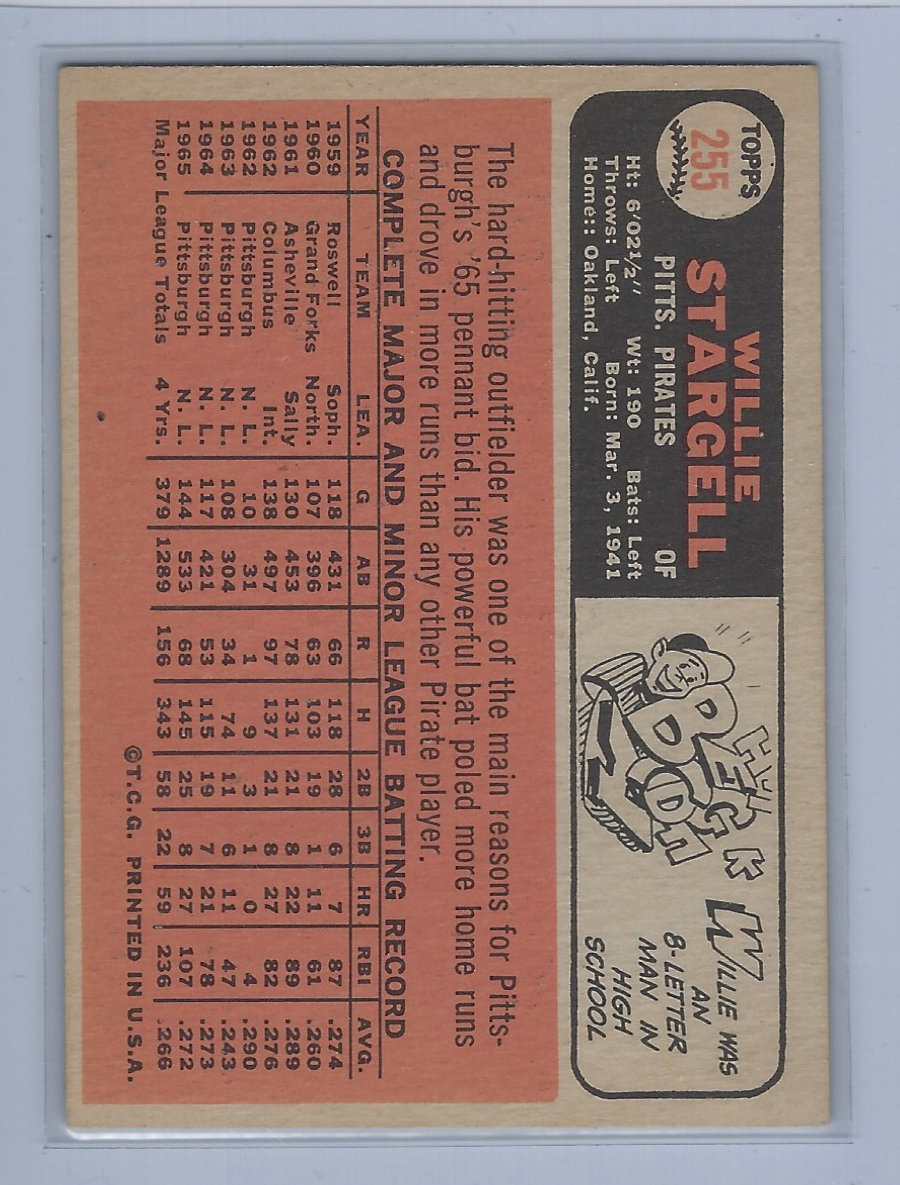 TOPPS
255
WILLIE
STARGELL
OF
PITTS. PIRATES
Ht: 6'02½" Wt: 190 Bats: Left
Throws: Left Born: Mar. 3, 1941
Home:: Oakland, Calif.
WILLIE WAS
AN
8-LETTER
MAN IN
HIGH
SCHOOL
The hard-hitting outfielder was one of the main reasons for Pitts-
burgh's '65 pennant bid. His powerful bat poled more home runs
and drove in more runs than any other Pirate player.
COMPLETE MAJOR AND MINOR LEAGUE BATTING RECORD
YEAR TEAM LEA. G AB R H 2B 3B HR RBI AVG.
1959 Roswell Soph. 118 431 66 118 28 6 7 87 .274
1960 Grand Forks North. 107 396 63 103 19 1 11 61 .260
1961 Asheville Sally 130 453 78 131 21 8 22 89 .289
1962 Columbus Int. 138 497 97 137 21 8 27 82 .276
1962 Pittsburgh N. L. 10 31 1 9 3 1 0 4 .290
1963 Pittsburgh N. L. 108 304 34 74 11 6 11 47 .243
1964 Pittsburgh N. L. 117 421 53 115 19 7 21 78 .273
1965 Pittsburgh N. L. 144 533 68 145 25 8 27 107 .272
Major League Totals 4 Yrs. 379 1289 156 343 58 22 59 236 .266
©T.C.G. PRINTED IN U.S.A.